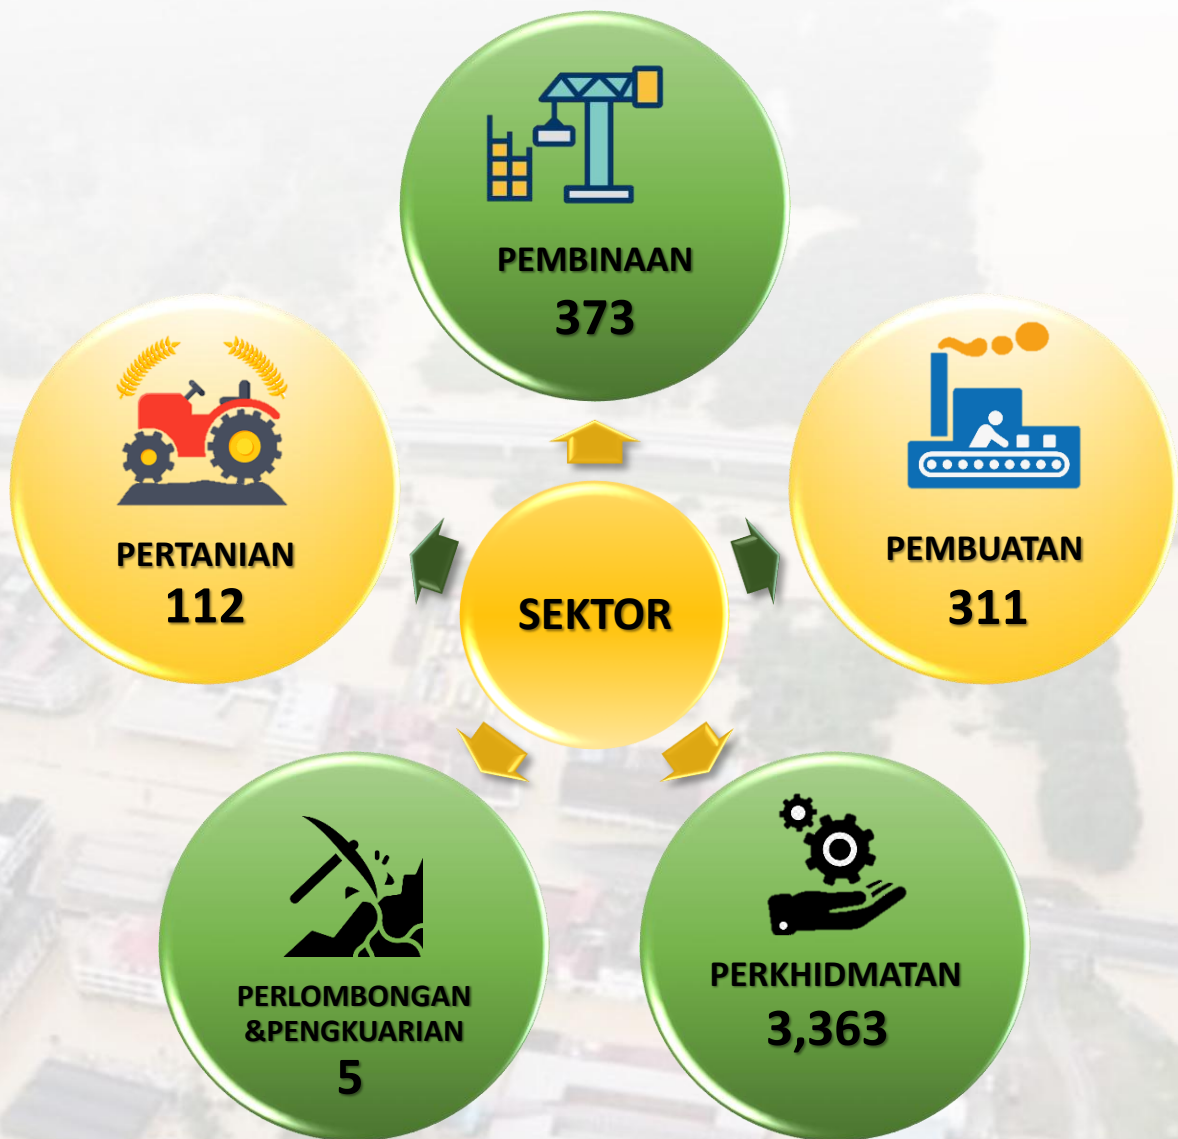 PEMBINAAN
373
PERTANIAN
112
PEMBUATAN
311
SEKTOR
PERLOMBONGAN
&PENGKUARIAN
5
PERKHIDMATAN
3,363